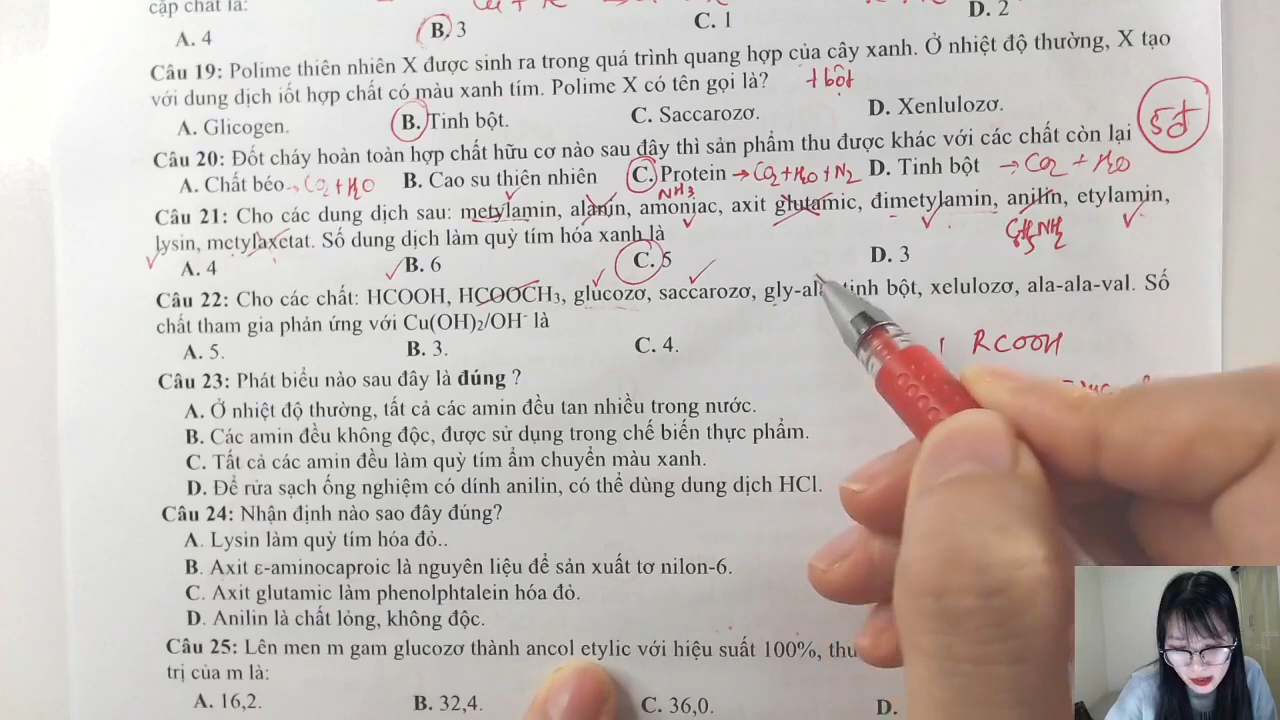 cặp chất là:
A. 4 B. 3 C. 1 D. 2
Câu 19: Polime thiên nhiên X được sinh ra trong quá trình quang hợp của cây xanh. Ở nhiệt độ thường, X tạo
với dung dịch iốt hợp chất có màu xanh tím. Polime X có tên gọi là? tbột
A. Glicogen. B. Tinh bột. C. Saccarozơ. D. Xenlulozơ.
5đ
Câu 20: Đốt cháy hoàn toàn hợp chất hữu cơ nào sau đây thì sản phẩm thu được khác với các chất còn lại
A. Chất béo → CO2 + H2O B. Cao su thiên nhiên C. Protein → CO2 + H2O + N2 D. Tinh bột → CO2 + H2O
NH3
Câu 21: Cho các dung dịch sau: metylamin, alanin, amoniac, axit glutamic, đimetylamin, anilin, etylamin,
lysin, metylaxetat. Số dung dịch làm quỳ tím hóa xanh là C6H5NH2
A. 4 B. 6 C. 5 D. 3
Câu 22: Cho các chất: HCOOH, HCOOCH₃, glucozơ, saccarozơ, gly-al tinh bột, xelulozơ, ala-ala-val. Số
chất tham gia phản ứng với Cu(OH)₂/OH⁻ là
A. 5. B. 3. C. 4. RCOOH
Câu 23: Phát biểu nào sau đây là đúng ?
A. Ở nhiệt độ thường, tất cả các amin đều tan nhiều trong nước.
B. Các amin đều không độc, được sử dụng trong chế biến thực phẩm.
C. Tất cả các amin đều làm quỳ tím ẩm chuyển màu xanh.
D. Để rửa sạch ống nghiệm có dính anilin, có thể dùng dung dịch HCl.
Câu 24: Nhận định nào sao đây đúng?
A. Lysin làm quỳ tím hóa đỏ..
B. Axit ε-aminocaproic là nguyên liệu để sản xuất tơ nilon-6.
C. Axit glutamic làm phenolphtalein hóa đỏ.
D. Anilin là chất lỏng, không độc.
Câu 25: Lên men m gam glucozơ thành ancol etylic với hiệu suất 100%, thu
trị của m là:
A. 16,2. B. 32,4. C. 36,0. D.